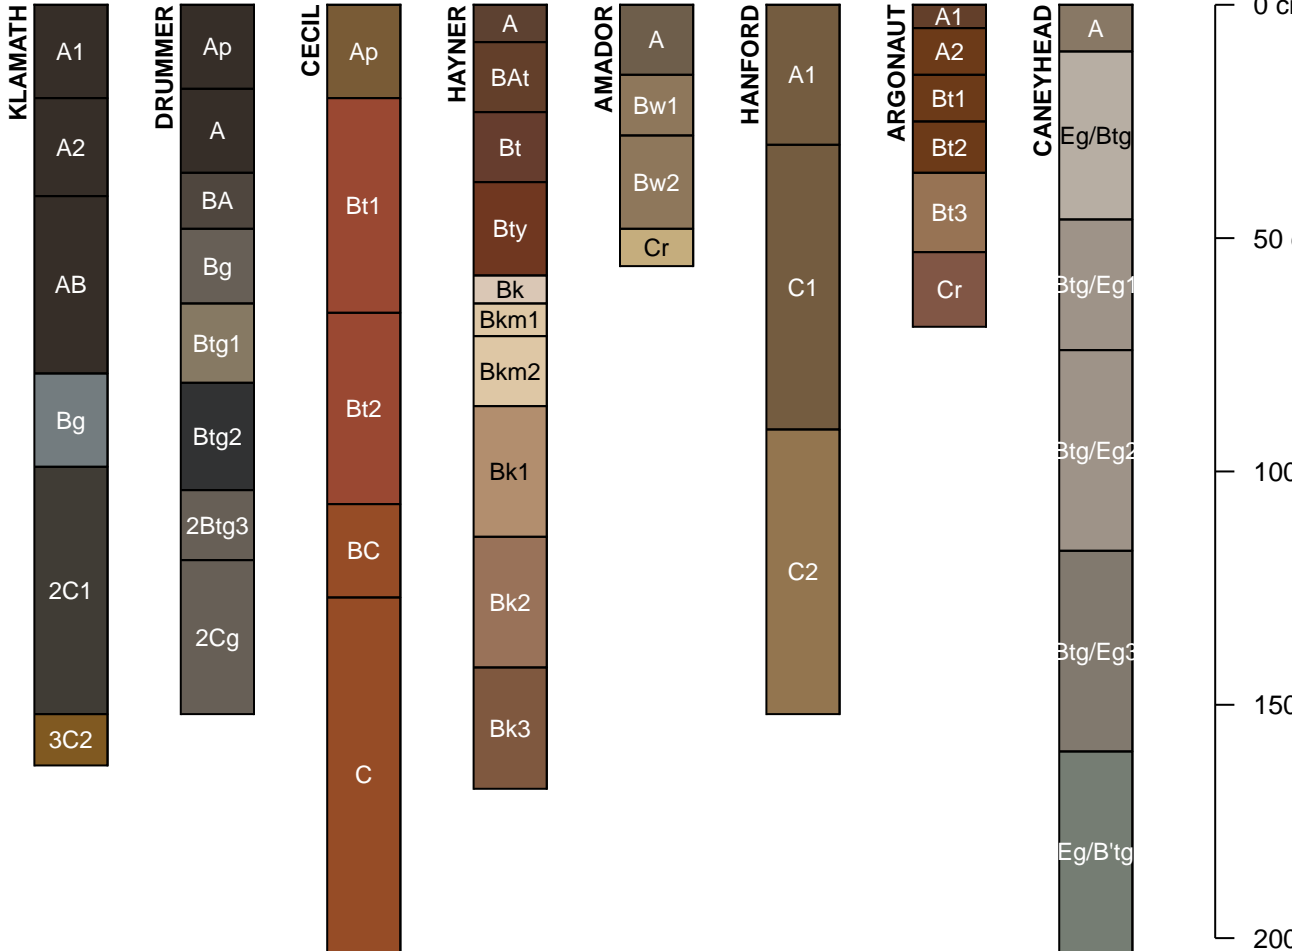 KLAMATH
A1
A2
AB
Bg
2C1
3C2
DRUMMER
Ap
A
BA
Bg
Btg1
Btg2
2Btg3
2Cg
CECIL
Ap
Bt1
Bt2
BC
C
HAYNER
A
BAt
Bt
Bty
Bk
Bkm1
Bkm2
Bk1
Bk2
Bk3
AMADOR
A
Bw1
Bw2
Cr
HANFORD
A1
C1
C2
ARGONAUT
A1
A2
Bt1
Bt2
Bt3
Cr
CANEYHEAD
A
Eg/Btg
Btg/Eg1
Btg/Eg2
Btg/Eg3
Eg/B'tg
0 c
50
100
150
200